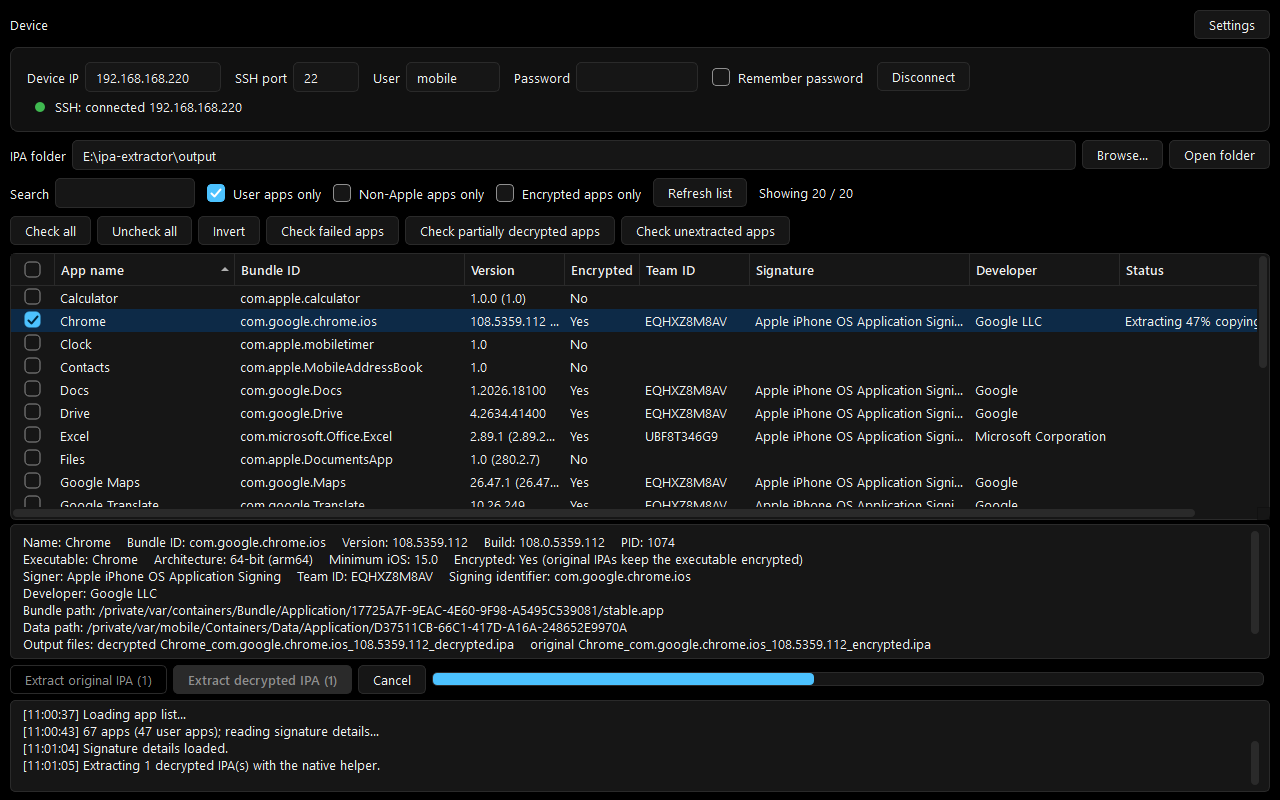 Device Settings
Device IP 192.168.168.220 SSH port 22 User mobile Password Remember password Disconnect
SSH: connected 192.168.168.220
IPA folder E:\ipa-extractor\output Browse... Open folder
Search User apps only Non-Apple apps only Encrypted apps only Refresh list Showing 20 / 20
Check all Uncheck all Invert Check failed apps Check partially decrypted apps Check unextracted apps
App name Bundle ID Version Encrypted Team ID Signature Developer Status
Calculator com.apple.calculator 1.0.0 (1.0) No
Chrome com.google.chrome.ios 108.5359.112 ... Yes EQHXZ8M8AV Apple iPhone OS Application Signi... Google LLC Extracting 47% copying
Clock com.apple.mobiletimer 1.0 No
Contacts com.apple.MobileAddressBook 1.0 No
Docs com.google.Docs 1.2026.18100 Yes EQHXZ8M8AV Apple iPhone OS Application Signi... Google
Drive com.google.Drive 4.2634.41400 Yes EQHXZ8M8AV Apple iPhone OS Application Signi... Google
Excel com.microsoft.Office.Excel 2.89.1 (2.89.2... Yes UBF8T346G9 Apple iPhone OS Application Signi... Microsoft Corporation
Files com.apple.DocumentsApp 1.0 (280.2.7) No
Google Maps com.google.Maps 26.47.1 (26.47... Yes EQHXZ8M8AV Apple iPhone OS Application Signi... Google
Google Translate com.google.Translate 10.26.249 Yes EQHXZ8M8AV Apple iPhone OS Application Signi... Google
Name: Chrome Bundle ID: com.google.chrome.ios Version: 108.5359.112 Build: 108.0.5359.112 PID: 1074
Executable: Chrome Architecture: 64-bit (arm64) Minimum iOS: 15.0 Encrypted: Yes (original IPAs keep the executable encrypted)
Signer: Apple iPhone OS Application Signing Team ID: EQHXZ8M8AV Signing identifier: com.google.chrome.ios
Developer: Google LLC
Bundle path: /private/var/containers/Bundle/Application/17725A7F-9EAC-4E60-9F98-A5495C539081/stable.app
Data path: /private/var/mobile/Containers/Data/Application/D37511CB-66C1-417D-A16A-248652E9970A
Output files: decrypted Chrome_com.google.chrome.ios_108.5359.112_decrypted.ipa original Chrome_com.google.chrome.ios_108.5359.112_encrypted.ipa
Extract original IPA (1) Extract decrypted IPA (1) Cancel
[11:00:37] Loading app list...
[11:00:43] 67 apps (47 user apps); reading signature details...
[11:01:04] Signature details loaded.
[11:01:05] Extracting 1 decrypted IPA(s) with the native helper.